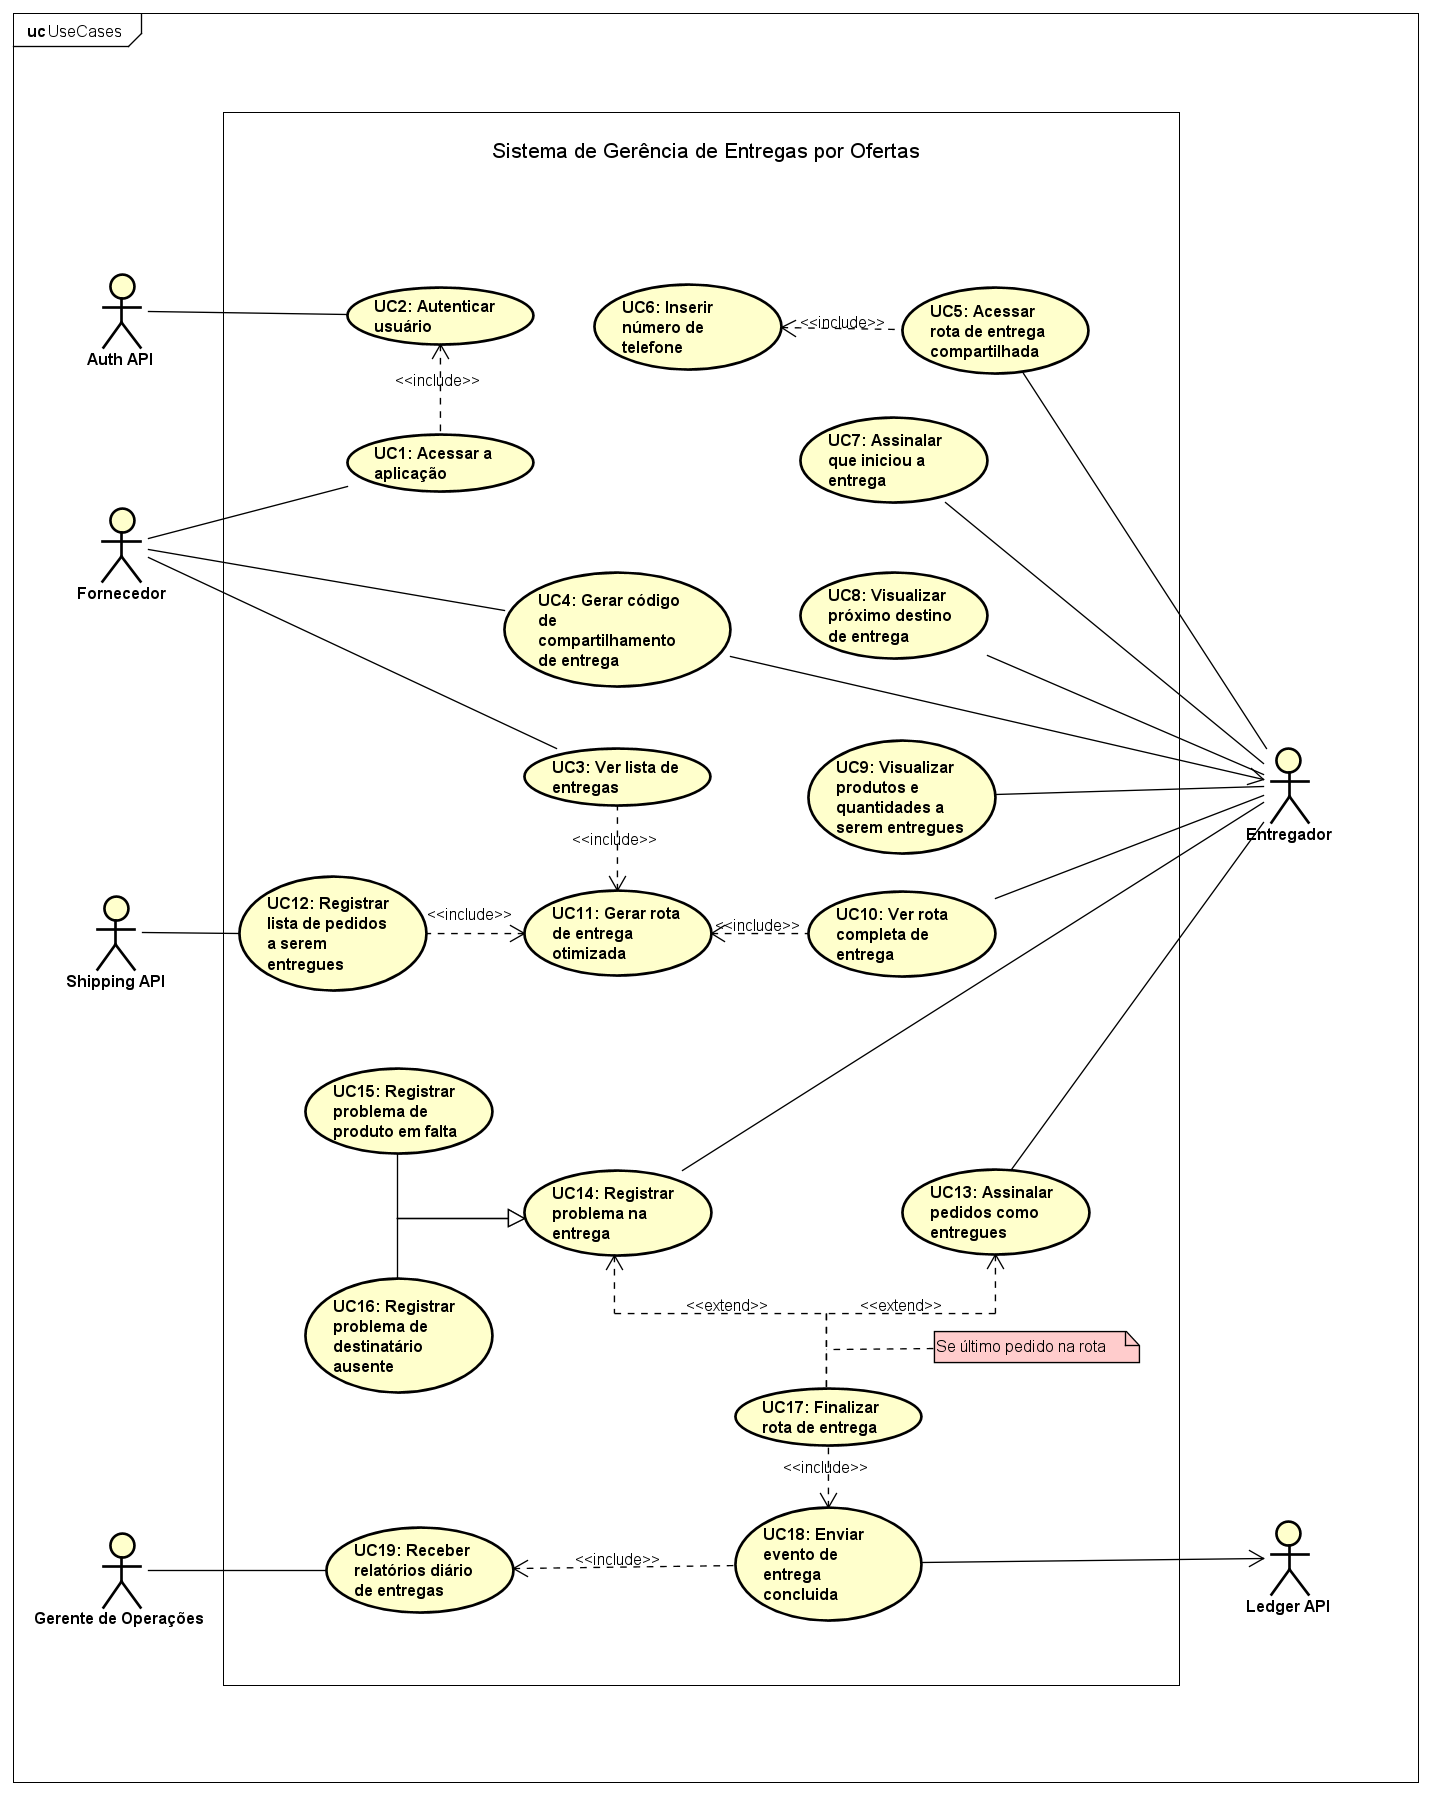 uc UseCases
Sistema de Gerência de Entregas por Ofertas
Auth API
UC2: Autenticar
usuário
<<include>>
UC1: Acessar a
aplicação
UC6: Inserir
número de
telefone
<<include>>
UC5: Acessar
rota de entrega
compartilhada
UC7: Assinalar
que iniciou a
entrega
Fornecedor
UC4: Gerar código
de
compartilhamento
de entrega
UC8: Visualizar
próximo destino
de entrega
UC3: Ver lista de
entregas
<<include>>
UC9: Visualizar
produtos e
quantidades a
serem entregues
Entregador
Shipping API
UC12: Registrar
lista de pedidos
a serem
entregues
<<include>>
UC11: Gerar rota
de entrega
otimizada
<<include>>
UC10: Ver rota
completa de
entrega
UC15: Registrar
problema de
produto em falta
UC14: Registrar
problema na
entrega
UC13: Assinalar
pedidos como
entregues
UC16: Registrar
problema de
destinatário
ausente
<<extend>>
<<extend>>
Se último pedido na rota
UC17: Finalizar
rota de entrega
<<include>>
Gerente de Operações
UC19: Receber
relatórios diário
de entregas
<<include>>
UC18: Enviar
evento de
entrega
concluida
Ledger API